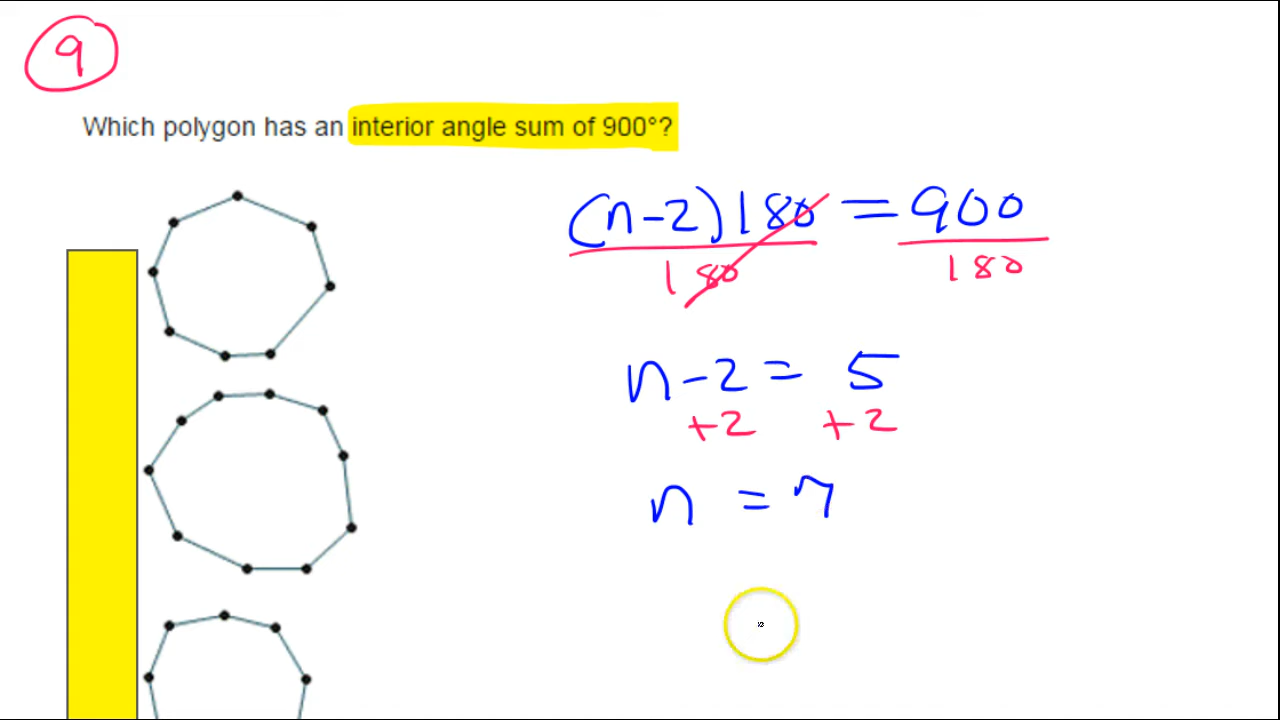 9
Which polygon has an interior angle sum of 900°?
(n-2)180 = 900
180 180
n-2 = 5
+2 +2
n = 7